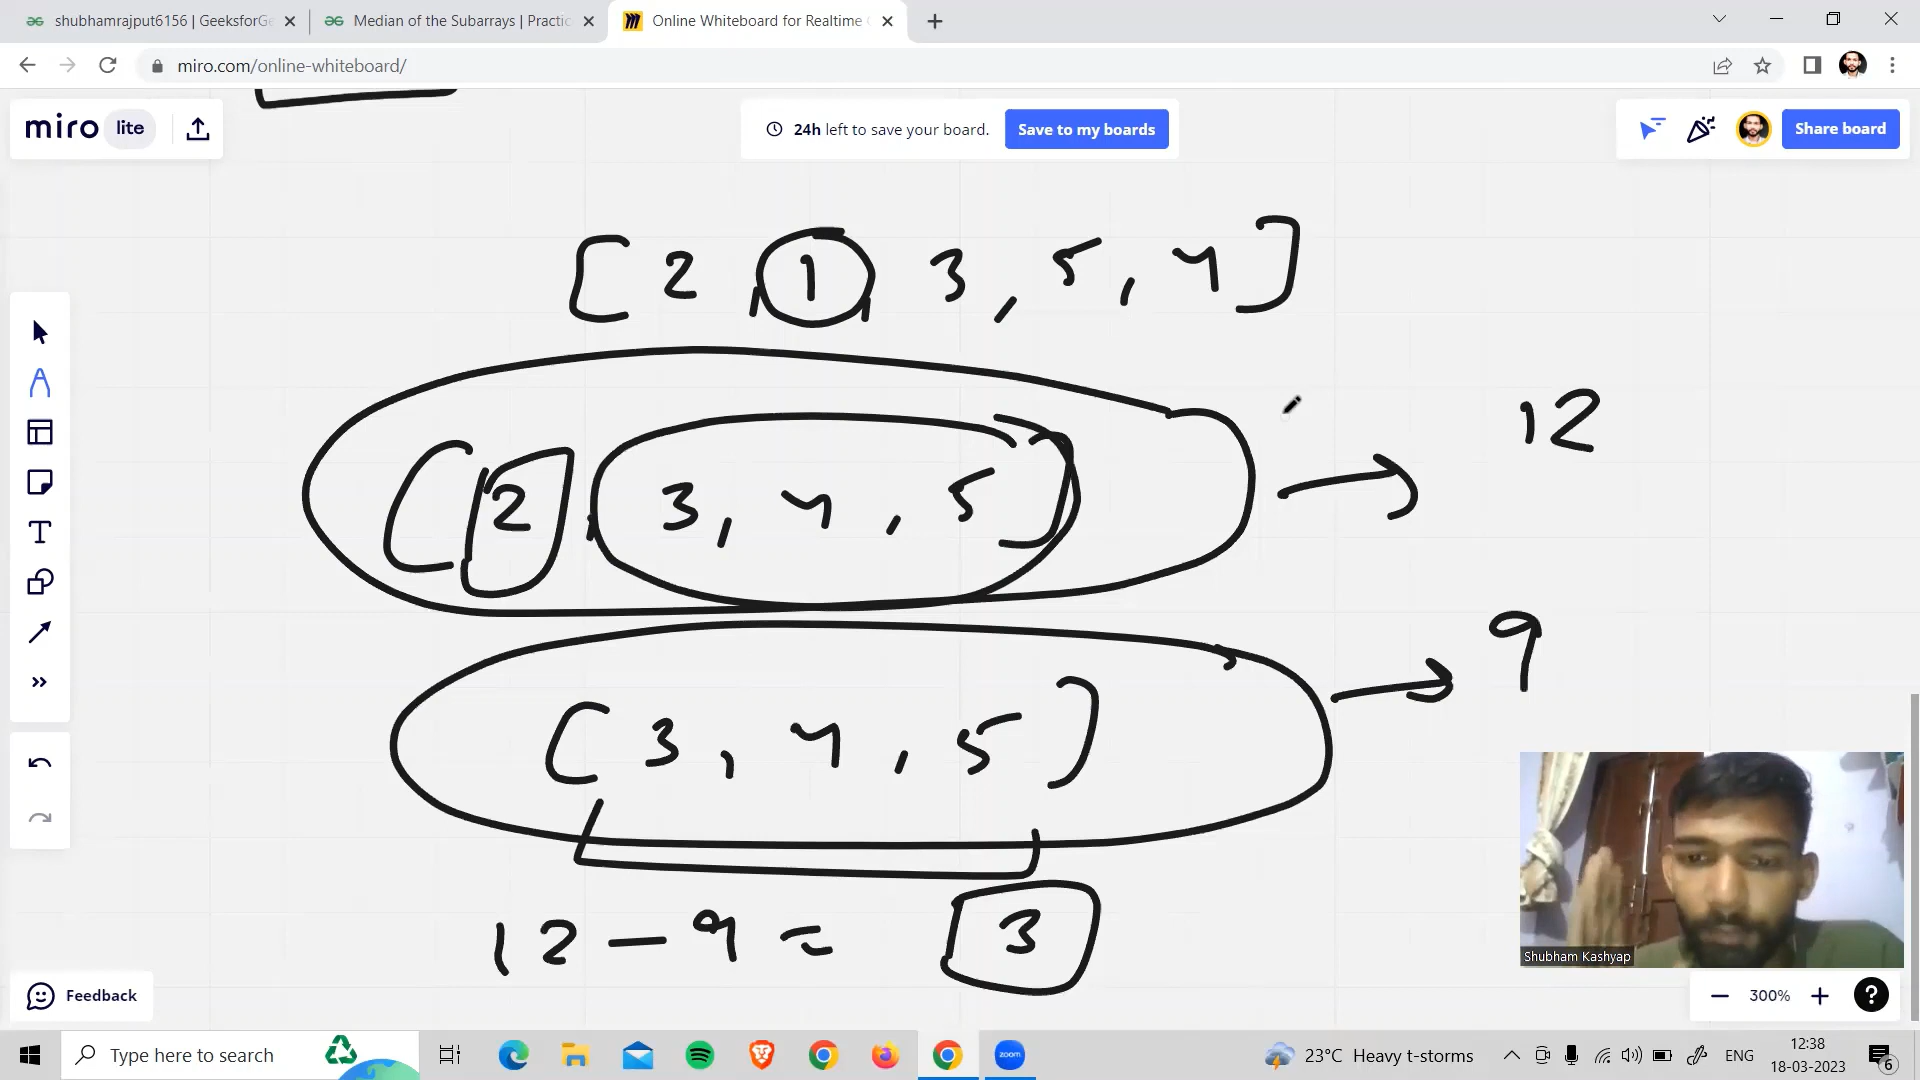 shubhamrajput6156 | GeeksforGe
Median of the Subarrays | Practic
Online Whiteboard for Realtime C
miro.com/online-whiteboard/
miro lite
24h left to save your board.
Save to my boards
Share board
[2, 1, 3, 5, 4]
[2, 3, 4, 5] → 12
[3, 4, 5] → 9
12 - 9 = 3
Shubham Kashyap
Feedback
300%
Type here to search
zoom
23°C Heavy t-storms
ENG
12:38
18-03-2023
6